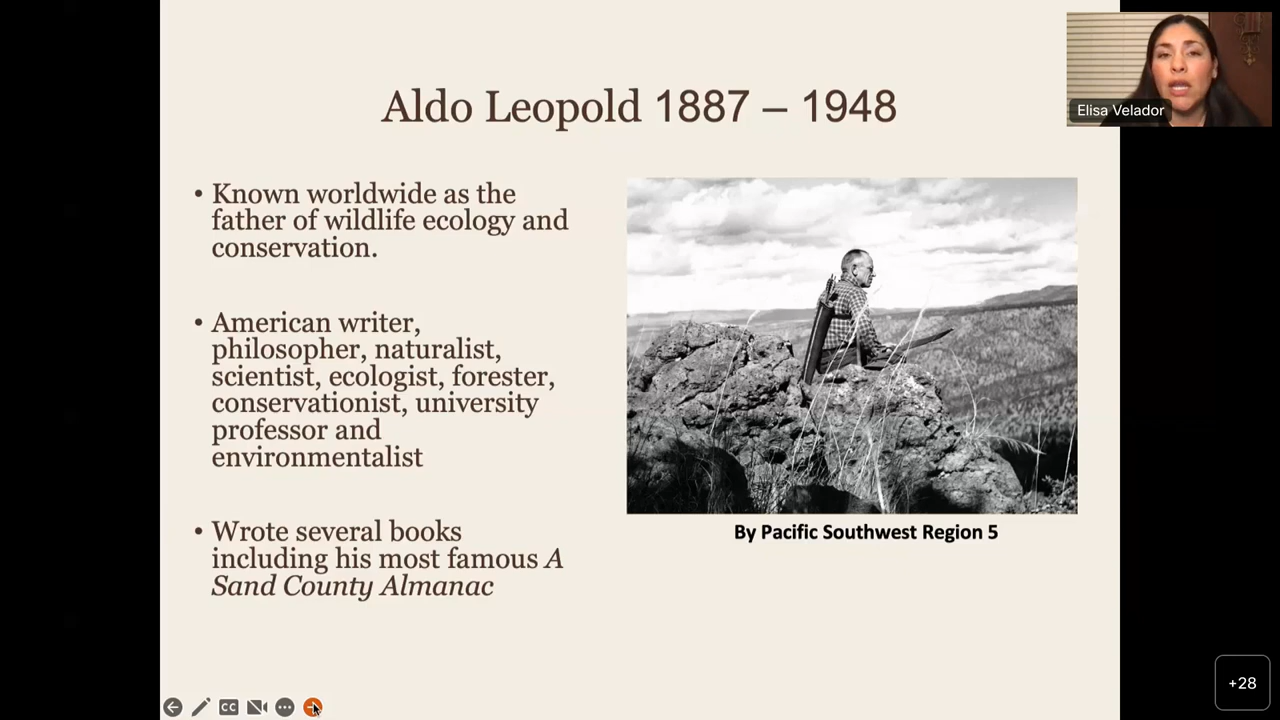 Aldo Leopold 1887 – 1948
Elisa Velador
• Known worldwide as the
father of wildlife ecology and
conservation.
• American writer,
philosopher, naturalist,
scientist, ecologist, forester,
conservationist, university
professor and
environmentalist
• Wrote several books
including his most famous A
Sand County Almanac
By Pacific Southwest Region 5
CC
+28